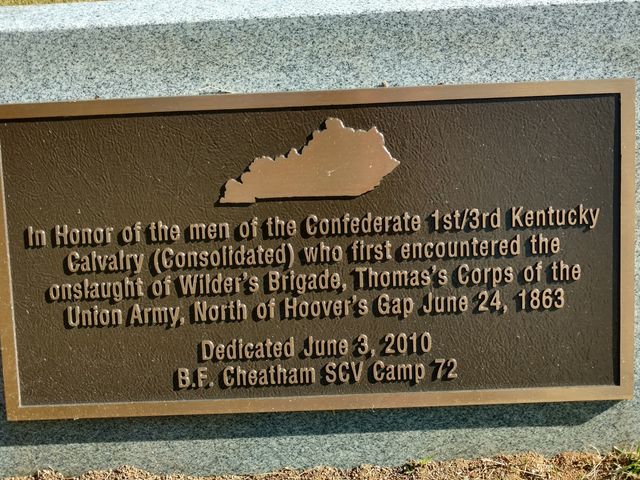 In Honor of the men of the Confederate 1st/3rd Kentucky
Calvalry (Consolidated) who first encountered the
onslaught of Wilder's Brigade, Thomas's Corps of the
Union Army, North of Hoover's Gap June 24, 1863
Dedicated June 3, 2010
B.F. Cheatham SCV Camp 72